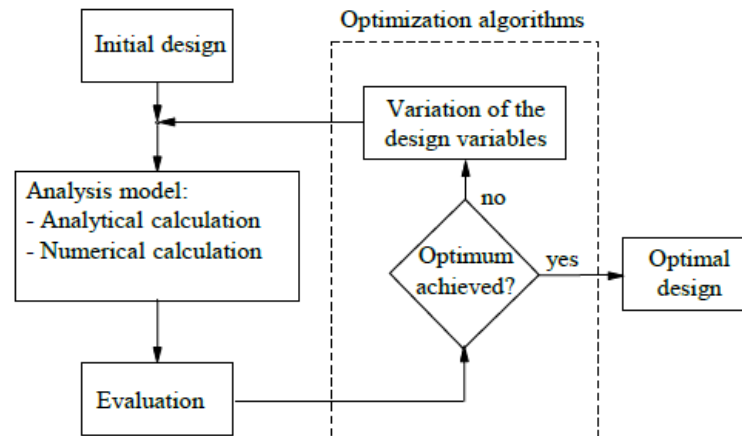 Optimization algorithms
Initial design
Variation of the
design variables
Analysis model:
- Analytical calculation
- Numerical calculation
no
Optimum
achieved?
yes
Optimal
design
Evaluation